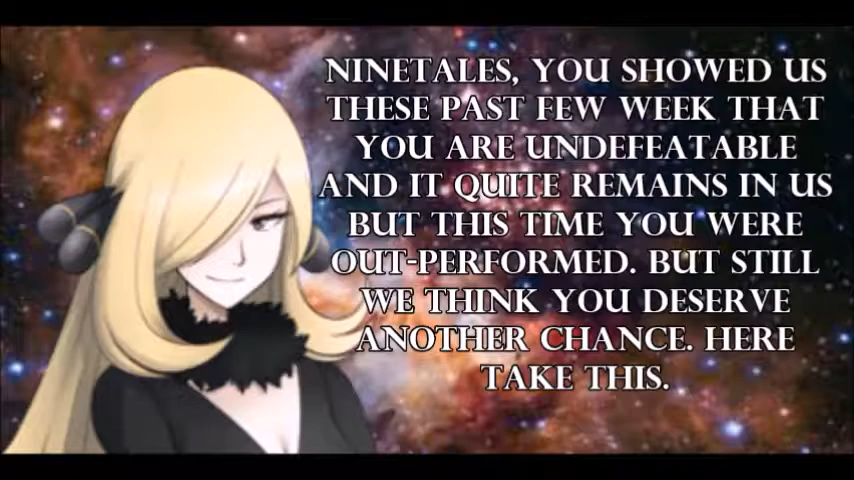 NINETALES, YOU SHOWED US
THESE PAST FEW WEEK THAT
YOU ARE UNDEFEATABLE
AND IT QUITE REMAINS IN US
BUT THIS TIME YOU WERE
OUT-PERFORMED. BUT STILL
WE THINK YOU DESERVE
ANOTHER CHANCE. HERE
TAKE THIS.